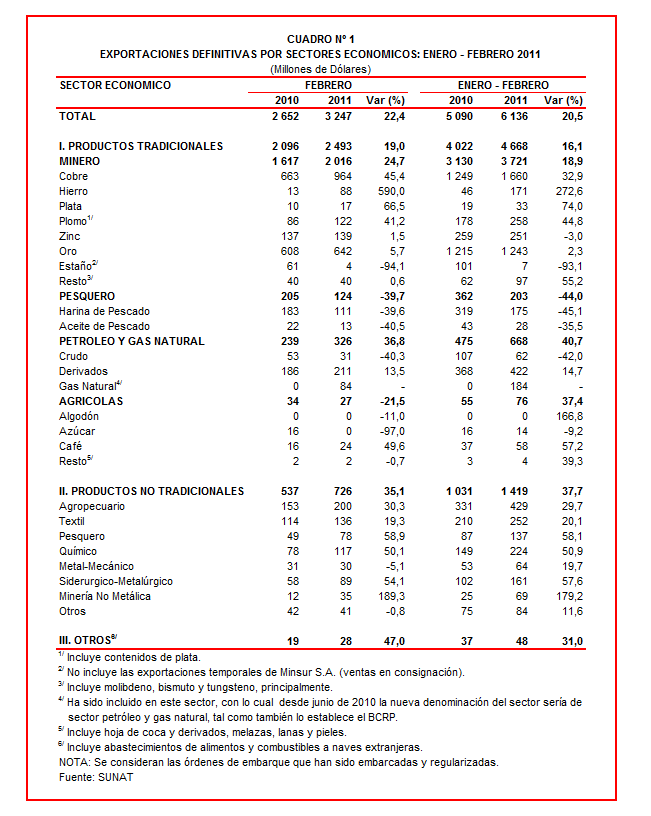 CUADRO Nº 1
EXPORTACIONES DEFINITIVAS POR SECTORES ECONOMICOS: ENERO - FEBRERO 2011
(Millones de Dólares)
SECTOR ECONOMICO FEBRERO ENERO - FEBRERO
2010 2011 Var (%) 2010 2011 Var (%)
TOTAL 2 652 3 247 22,4 5 090 6 136 20,5
I. PRODUCTOS TRADICIONALES 2 096 2 493 19,0 4 022 4 668 16,1
MINERO 1 617 2 016 24,7 3 130 3 721 18,9
Cobre 663 964 45,4 1 249 1 660 32,9
Hierro 13 88 590,0 46 171 272,6
Plata 10 17 66,5 19 33 74,0
Plomo1/ 86 122 41,2 178 258 44,8
Zinc 137 139 1,5 259 251 -3,0
Oro 608 642 5,7 1 215 1 243 2,3
Estaño2/ 61 4 -94,1 101 7 -93,1
Resto3/ 40 40 0,6 62 97 55,2
PESQUERO 205 124 -39,7 362 203 -44,0
Harina de Pescado 183 111 -39,6 319 175 -45,1
Aceite de Pescado 22 13 -40,5 43 28 -35,5
PETROLEO Y GAS NATURAL 239 326 36,8 475 668 40,7
Crudo 53 31 -40,3 107 62 -42,0
Derivados 186 211 13,5 368 422 14,7
Gas Natural4/ 0 84 - 0 184 -
AGRICOLAS 34 27 -21,5 55 76 37,4
Algodón 0 0 -11,0 0 0 166,8
Azúcar 16 0 -97,0 16 14 -9,2
Café 16 24 49,6 37 58 57,2
Resto5/ 2 2 -0,7 3 4 39,3
II. PRODUCTOS NO TRADICIONALES 537 726 35,1 1 031 1 419 37,7
Agropecuario 153 200 30,3 331 429 29,7
Textil 114 136 19,3 210 252 20,1
Pesquero 49 78 58,9 87 137 58,1
Químico 78 117 50,1 149 224 50,9
Metal-Mecánico 31 30 -5,1 53 64 19,7
Siderurgico-Metalúrgico 58 89 54,1 102 161 57,6
Minería No Metálica 12 35 189,3 25 69 179,2
Otros 42 41 -0,8 75 84 11,6
III. OTROS6/ 19 28 47,0 37 48 31,0
1/ Incluye contenidos de plata.
2/ No incluye las exportaciones temporales de Minsur S.A. (ventas en consignación).
3/ Incluye molibdeno, bismuto y tungsteno, principalmente.
4/ Ha sido incluido en este sector, con lo cual desde junio de 2010 la nueva denominación del sector sería de
sector petróleo y gas natural, tal como también lo establece el BCRP.
5/ Incluye hoja de coca y derivados, melazas, lanas y pieles.
6/ Incluye abastecimientos de alimentos y combustibles a naves extranjeras.
NOTA: Se consideran las órdenes de embarque que han sido embarcadas y regularizadas.
Fuente: SUNAT